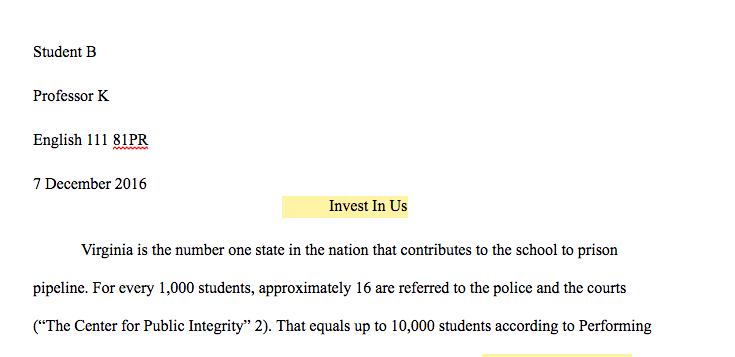 Student B
Professor K
English 111 81PR
7 December 2016
Invest In Us
Virginia is the number one state in the nation that contributes to the school to prison
pipeline. For every 1,000 students, approximately 16 are referred to the police and the courts
(“The Center for Public Integrity” 2). That equals up to 10,000 students according to Performing